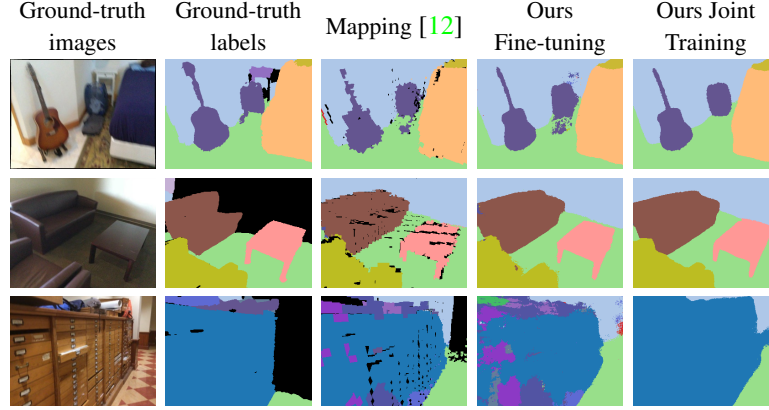 Ground-truth images
Ground-truth labels
Mapping [12]
Ours Fine-tuning
Ours Joint Training